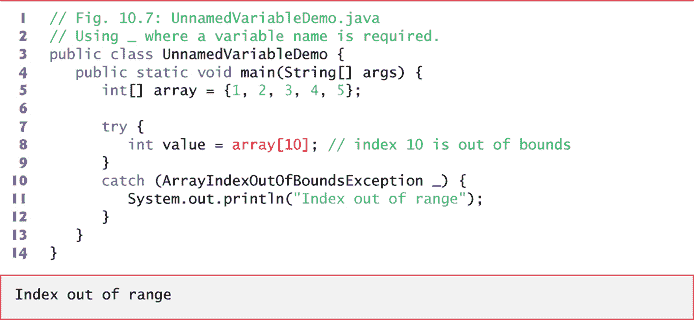 1 // Fig. 10.7: UnnamedVariableDemo.java
2 // Using _ where a variable name is required.
3 public class UnnamedVariableDemo {
4 public static void main(String[] args) {
5 int[] array = {1, 2, 3, 4, 5};
6
7 try {
8 int value = array[10]; // index 10 is out of bounds
9 }
10 catch (ArrayIndexOutOfBoundsException _) {
11 System.out.println("Index out of range");
12 }
13 }
14 }
Index out of range